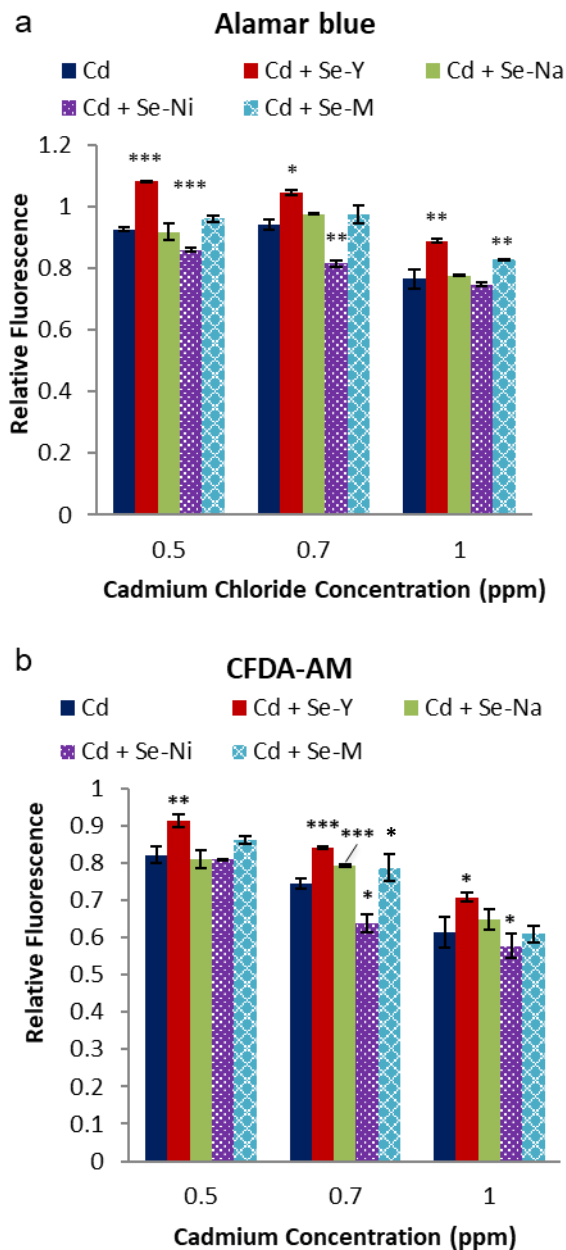 a
Alamar blue
Cd Cd + Se-Y Cd + Se-Na
Cd + Se-Ni Cd + Se-M
Relative Fluorescence
1.2
1
0.8
0.6
0.4
0.2
0
*** *** * ** ** **
0.5 0.7 1
Cadmium Chloride Concentration (ppm)
b
CFDA-AM
Cd Cd + Se-Y Cd + Se-Na
Cd + Se-Ni Cd + Se-M
Relative Fluorescence
1
0.9
0.8
0.7
0.6
0.5
0.4
0.3
0.2
0.1
0
** *** *** * * * *
0.5 0.7 1
Cadmium Concentration (ppm)